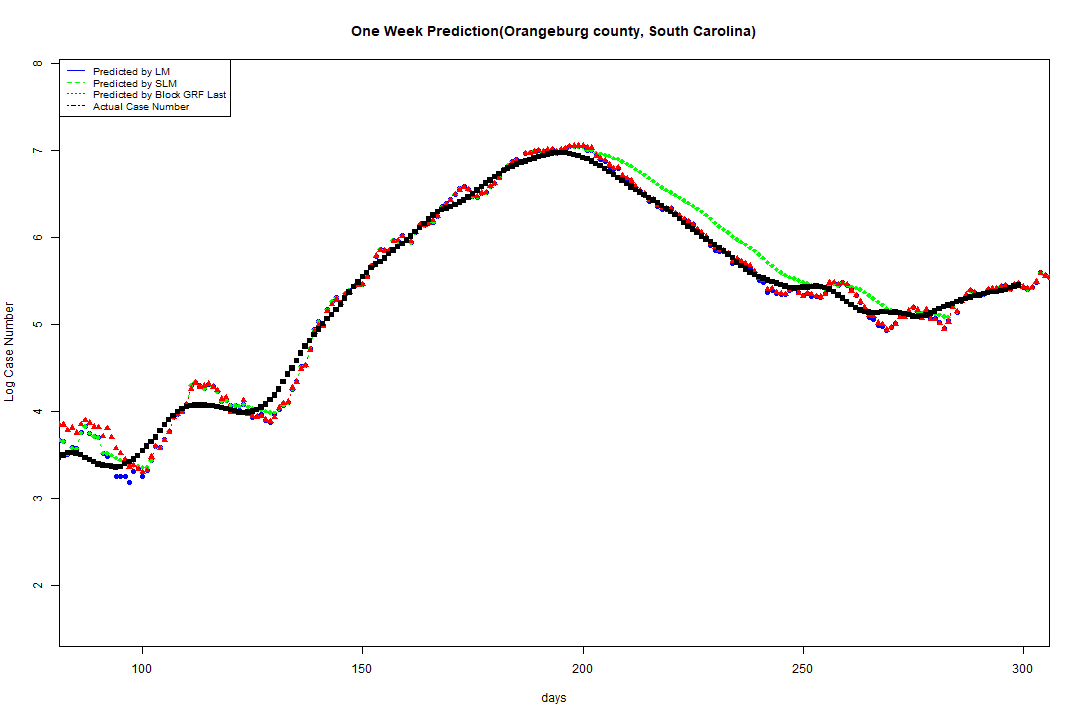 One Week Prediction(Orangeburg county, South Carolina)
8
Predicted by LM
Predicted by SLM
Predicted by Block GRF Last
Actual Case Number
7
6
5
4
3
2
Log Case Number
100 150 200 250 300
days